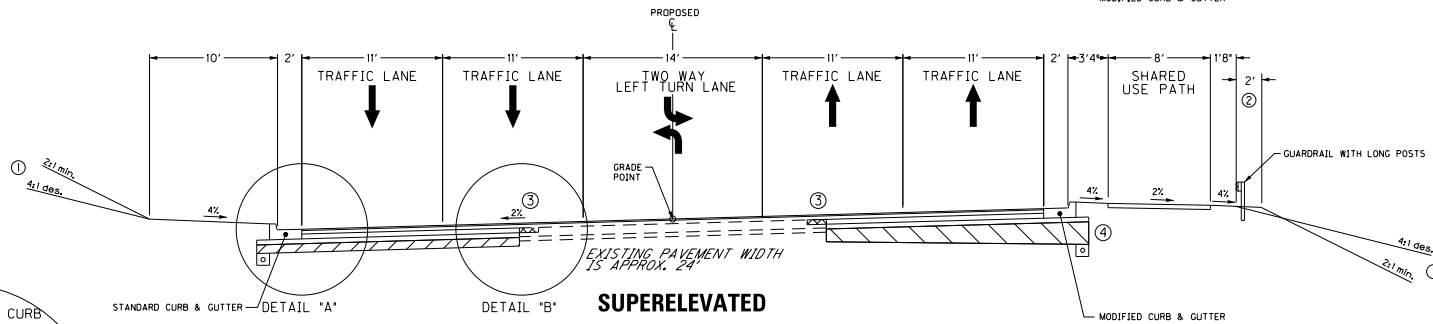 MODIFIED CURB & GUTTER
PROPOSED
℄
10' 2' 11' 11' 14' 11' 11' 2' 3'4" 8' 1'8"
2'
TRAFFIC LANE
TRAFFIC LANE
TWO WAY
LEFT TURN LANE
TRAFFIC LANE
TRAFFIC LANE
SHARED
USE PATH
②
①
2:1 min.
4:1 des.
GUARDRAIL WITH LONG POSTS
GRADE
POINT
4%
2%
③
③
4%
2%
4%
④
4:1 des.
2:1 min.
EXISTING PAVEMENT WIDTH
IS APPROX. 24'
STANDARD CURB & GUTTER
DETAIL "A"
DETAIL "B"
SUPERELEVATED
MODIFIED CURB & GUTTER
CURB